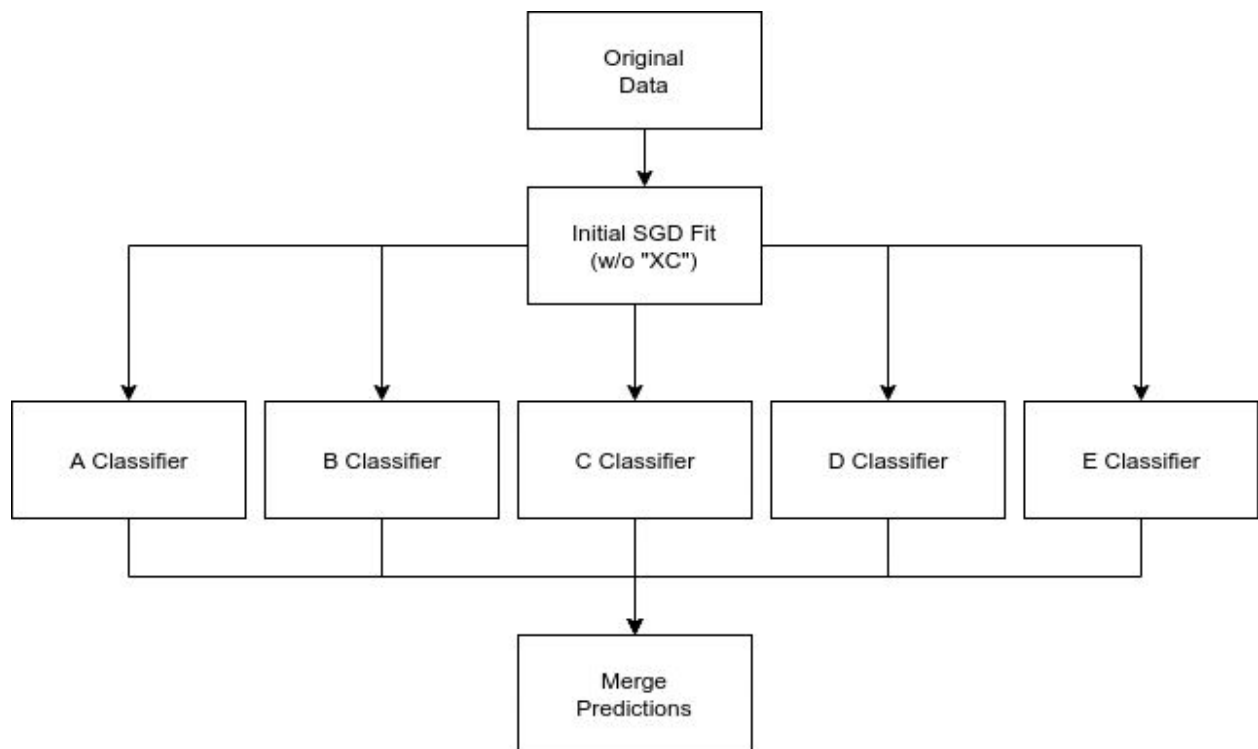 Original
Data
Initial SGD Fit
(w/o "XC")
A Classifier
B Classifier
C Classifier
D Classifier
E Classifier
Merge
Predictions